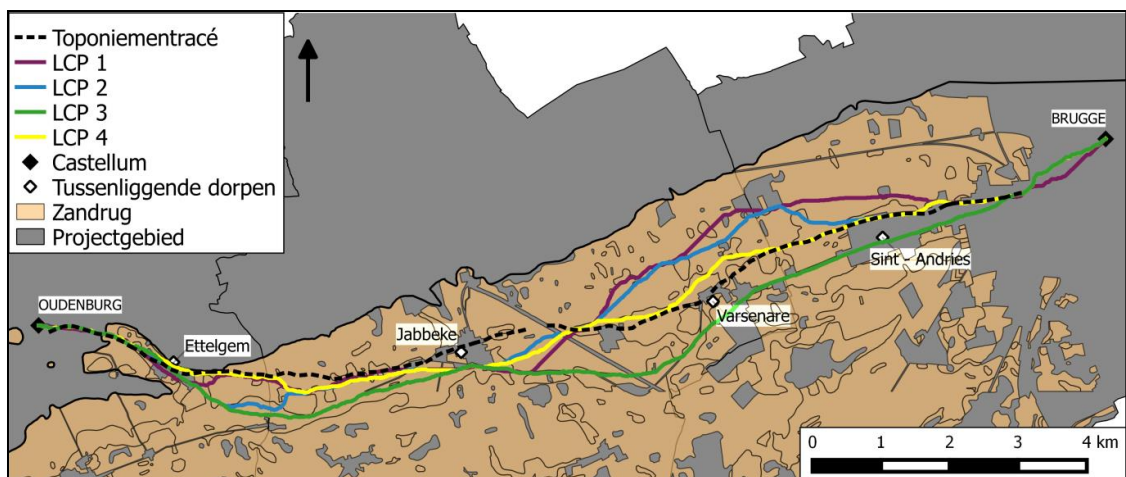 Toponiementracé
LCP 1
LCP 2
LCP 3
LCP 4
Castellum
Tussenliggende dorpen
Zandrug
Projectgebied
BRUGGE
Sint - Andries
OUDENBURG
Varsenare
Jabbeke
Ettelgem
0 1 2 3 4 km